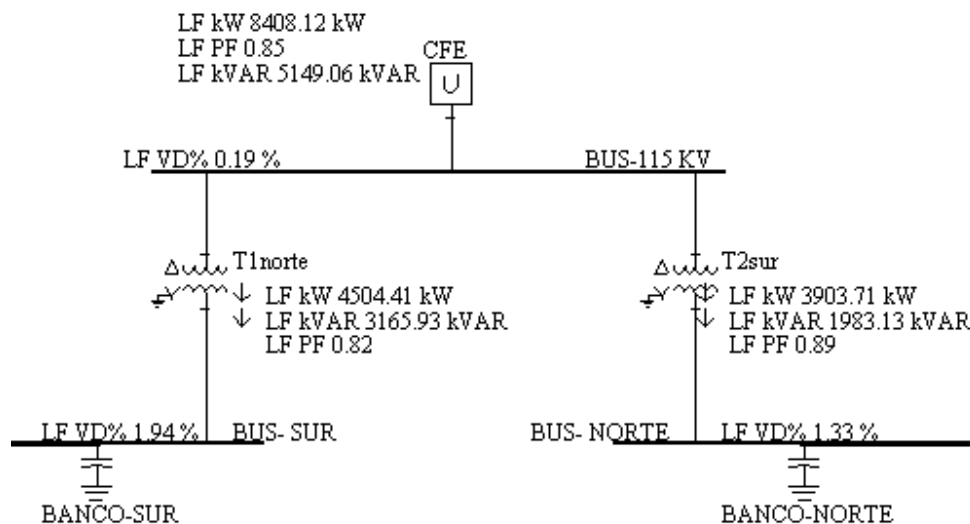 LF kW 8408.12 kW
LF PF 0.85
LF kVAR 5149.06 kVAR
CFE
U
LF VD% 0.19 %
BUS-115 KV
T1norte
LF kW 4504.41 kW
LF kVAR 3165.93 kVAR
LF PF 0.82
T2sur
LF kW 3903.71 kW
LF kVAR 1983.13 kVAR
LF PF 0.89
LF VD% 1.94 %
BUS- SUR
BUS- NORTE
LF VD% 1.33 %
BANCO-SUR
BANCO-NORTE